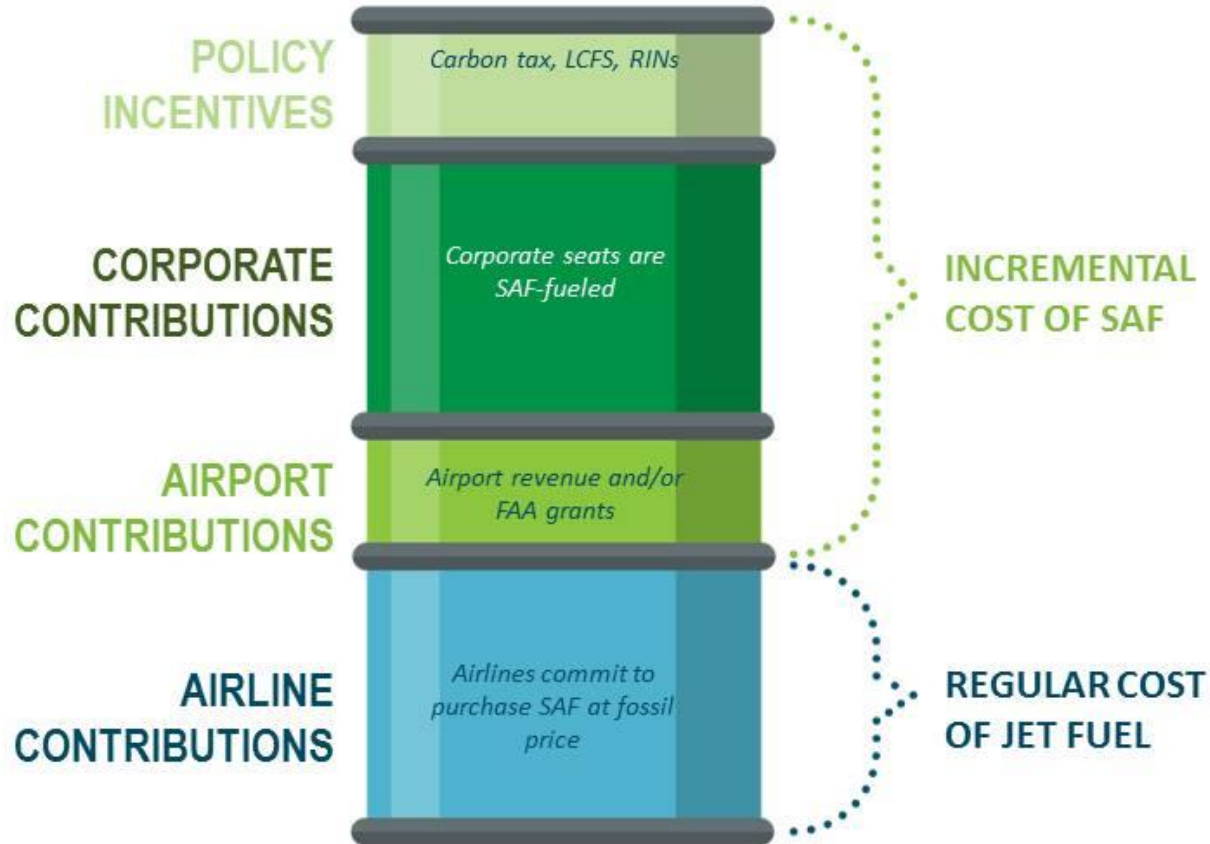 POLICY
INCENTIVES
Carbon tax, LCFS, RINs
CORPORATE
CONTRIBUTIONS
Corporate seats are
SAF-fueled
INCREMENTAL
COST OF SAF
AIRPORT
CONTRIBUTIONS
Airport revenue and/or
FAA grants
AIRLINE
CONTRIBUTIONS
Airlines commit to
purchase SAF at fossil
price
REGULAR COST
OF JET FUEL